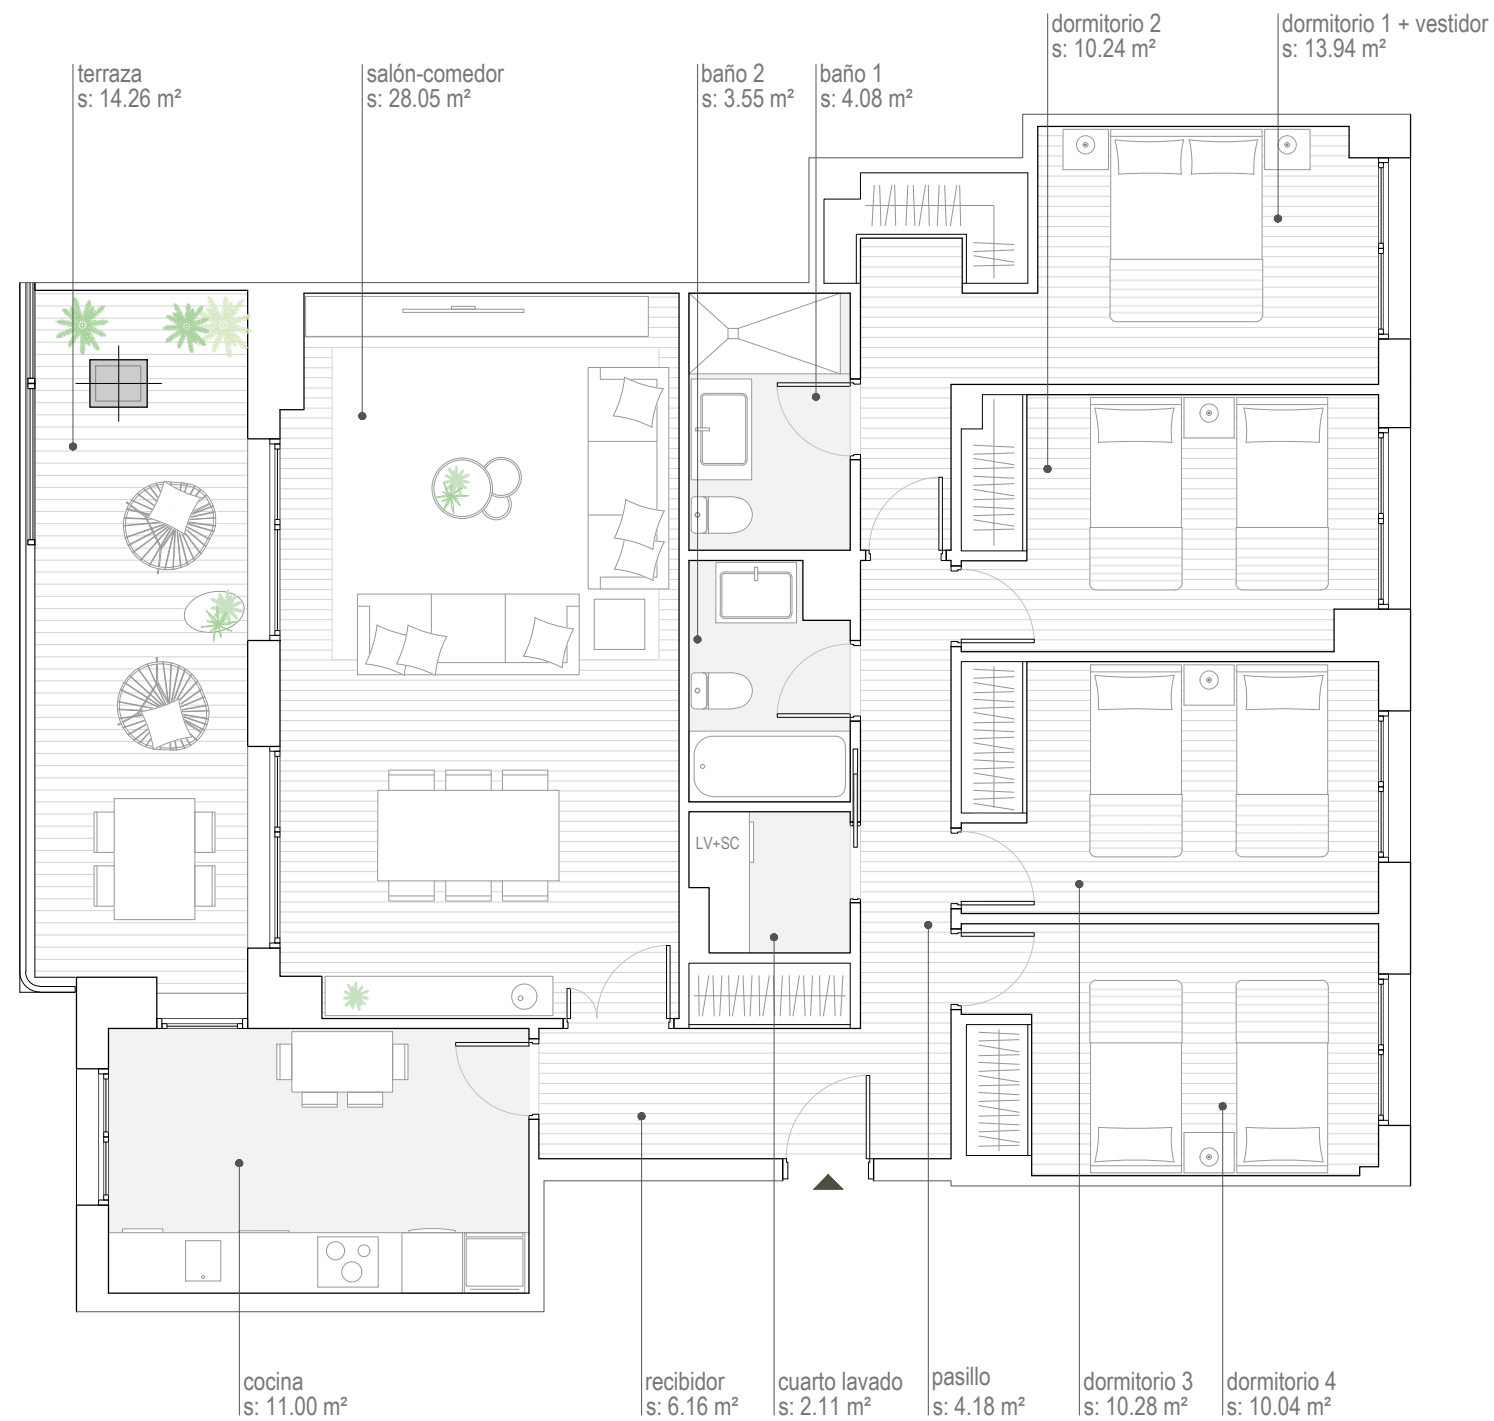 dormitorio 2
s: 10.24 m²
dormitorio 1 + vestidor
s: 13.94 m²
terraza
s: 14.26 m²
salón-comedor
s: 28.05 m²
baño 2
s: 3.55 m²
baño 1
s: 4.08 m²
LV+SC
cocina
s: 11.00 m²
recibidor
s: 6.16 m²
cuarto lavado
s: 2.11 m²
pasillo
s: 4.18 m²
dormitorio 3
s: 10.28 m²
dormitorio 4
s: 10.04 m²